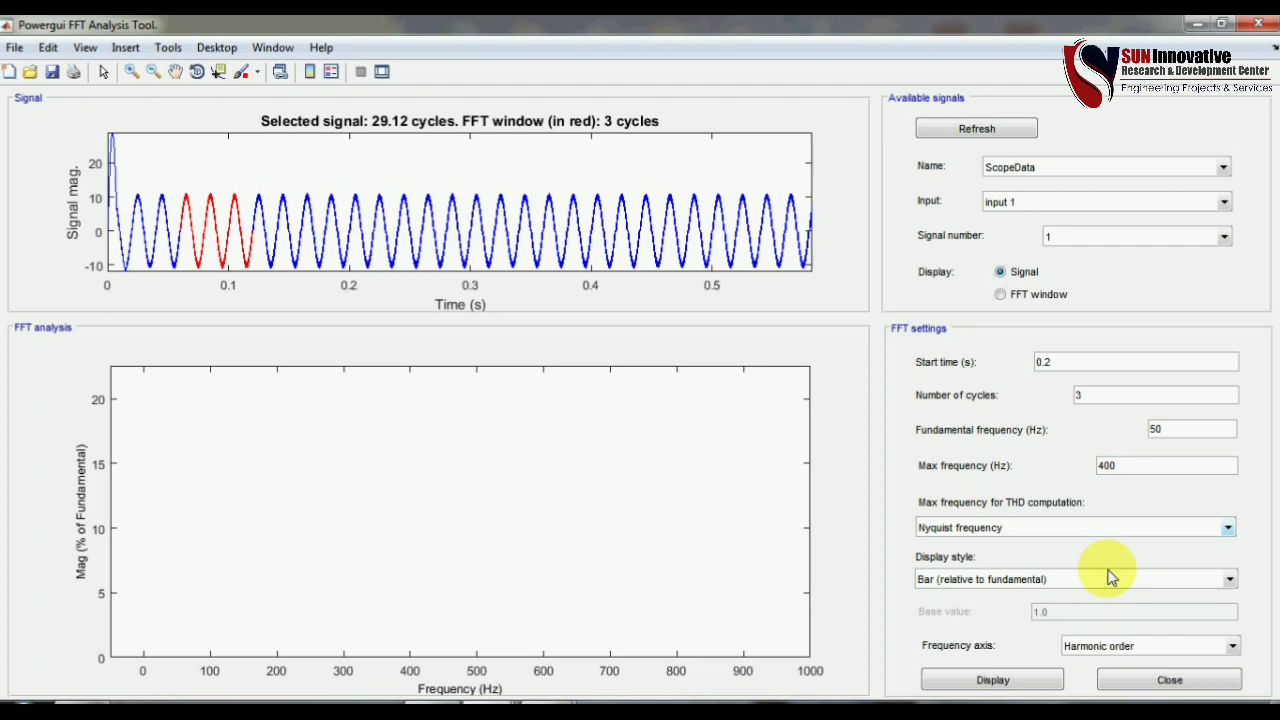 Powergui FFT Analysis Tool.
File Edit View Insert Tools Desktop Window Help
SUN Innovative
Research & Development Center
Engineering Projects & Services
Signal
Selected signal: 29.12 cycles. FFT window (in red): 3 cycles
Signal mag.
20
10
0
-10
0 0.1 0.2 0.3 0.4 0.5
Time (s)
FFT analysis
Mag (% of Fundamental)
20
15
10
5
0
0 100 200 300 400 500 600 700 800 900 1000
Frequency (Hz)
Available signals
Refresh
Name: ScopeData
Input: input 1
Signal number: 1
Display: Signal
FFT window
FFT settings
Start time (s): 0.2
Number of cycles: 3
Fundamental frequency (Hz): 50
Max frequency (Hz): 400
Max frequency for THD computation:
Nyquist frequency
Display style:
Bar (relative to fundamental)
Base value: 1.0
Frequency axis: Harmonic order
Display Close